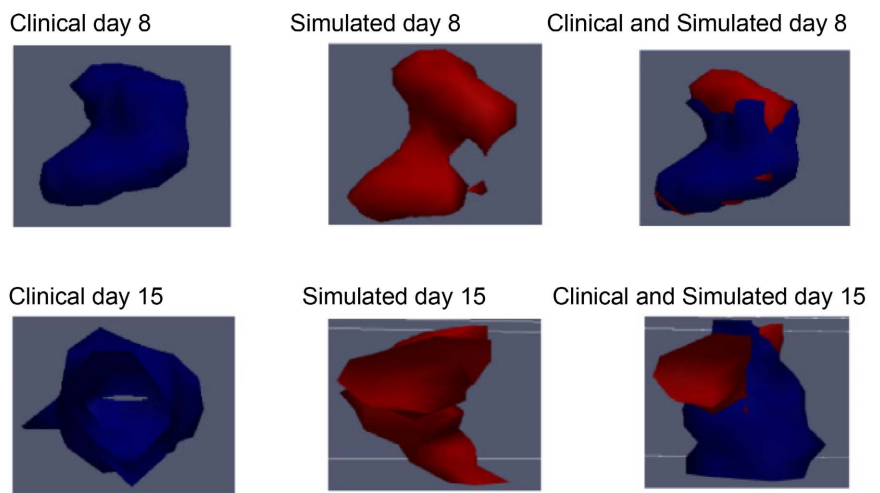 Clinical day 8
Simulated day 8
Clinical and Simulated day 8
Clinical day 15
Simulated day 15
Clinical and Simulated day 15